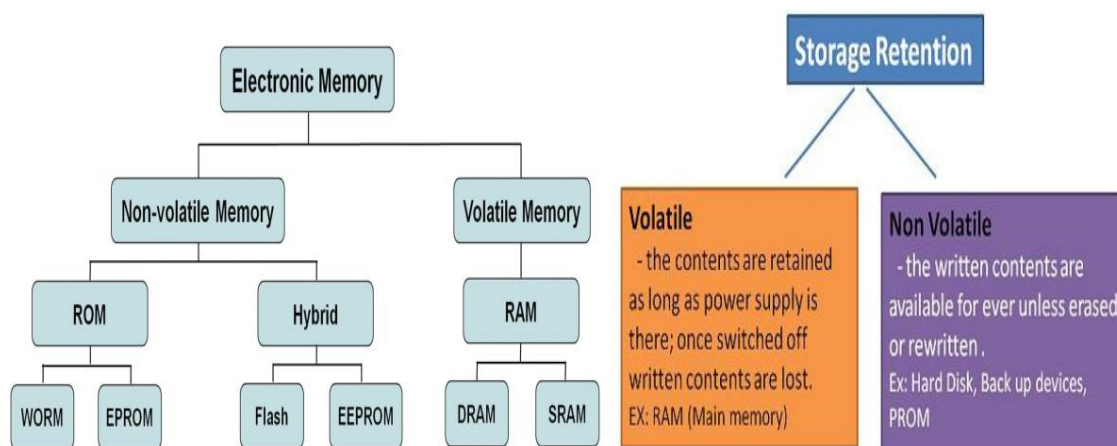 Electronic Memory
Non-volatile Memory
Volatile Memory
ROM
Hybrid
RAM
WORM
EPROM
Flash
EEPROM
DRAM
SRAM
Storage Retention
Volatile
- the contents are retained
as long as power supply is
there; once switched off
written contents are lost.
EX: RAM (Main memory)
Non Volatile
- the written contents are
available for ever unless erased
or rewritten .
Ex: Hard Disk, Back up devices,
PROM